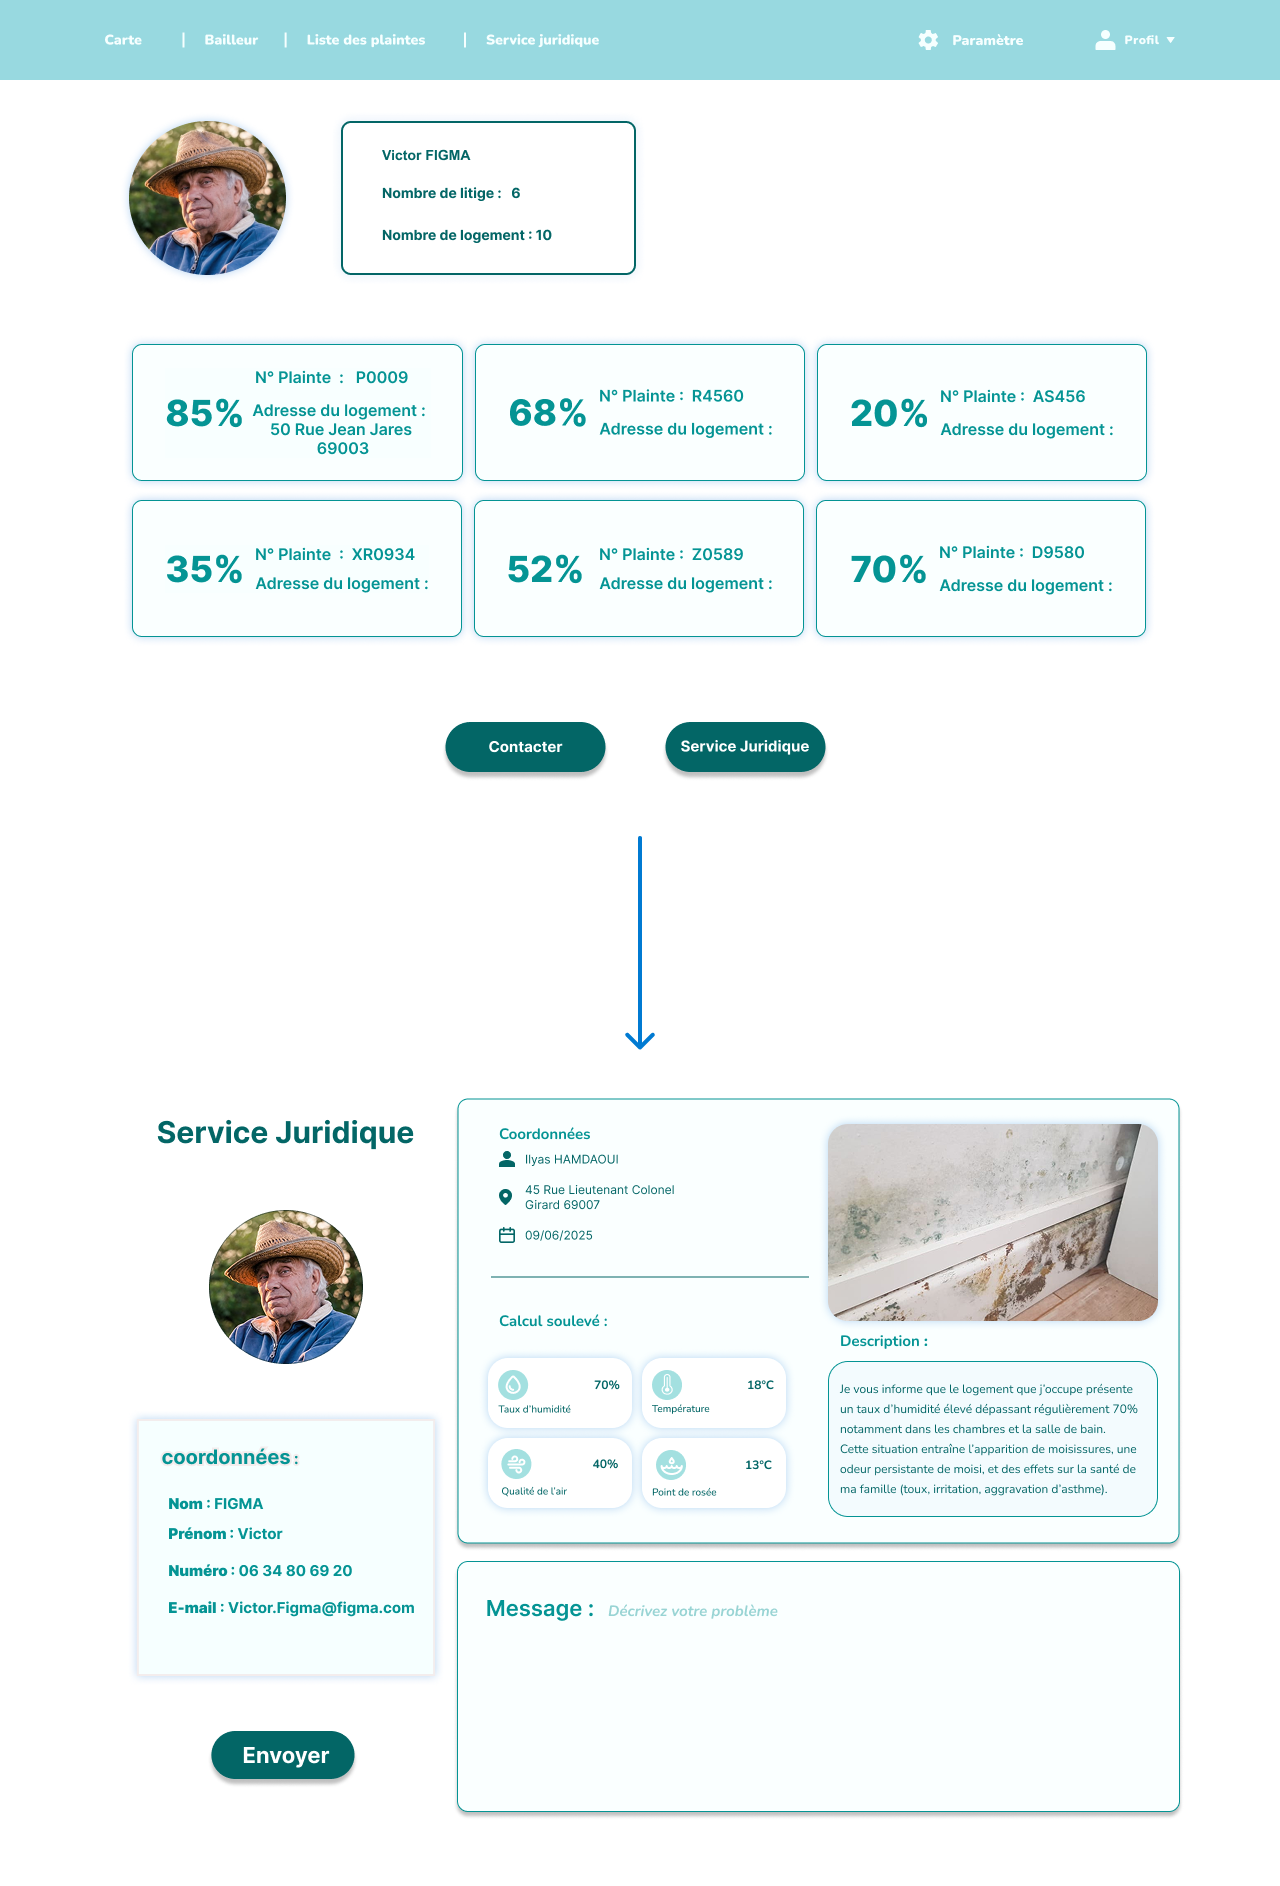 Carte | Bailleur | Liste des plaintes | Service juridique Paramètre Profil
Victor FIGMA
Nombre de litige : 6
Nombre de logement : 10
85%
N° Plainte : P0009
Adresse du logement :
50 Rue Jean Jares
69003
68%
N° Plainte : R4560
Adresse du logement :
20%
N° Plainte : AS456
Adresse du logement :
35%
N° Plainte : XR0934
Adresse du logement :
52%
N° Plainte : Z0589
Adresse du logement :
70%
N° Plainte : D9580
Adresse du logement :
Contacter
Service Juridique
Service Juridique
coordonnées :
Nom : FIGMA
Prénom : Victor
Numéro : 06 34 80 69 20
E-mail : Victor.Figma@figma.com
Envoyer
Coordonnées
Ilyas HAMDAOUI
45 Rue Lieutenant Colonel
Girard 69007
09/06/2025
Calcul soulevé :
70%
Taux d'humidité
18°C
Température
40%
Qualité de l'air
13°C
Point de rosée
Description :
Je vous informe que le logement que j'occupe présente
un taux d'humidité élevé dépassant régulièrement 70%
notamment dans les chambres et la salle de bain.
Cette situation entraîne l'apparition de moisissures, une
odeur persistante de moisi, et des effets sur la santé de
ma famille (toux, irritation, aggravation d'asthme).
Message : Décrivez votre problème